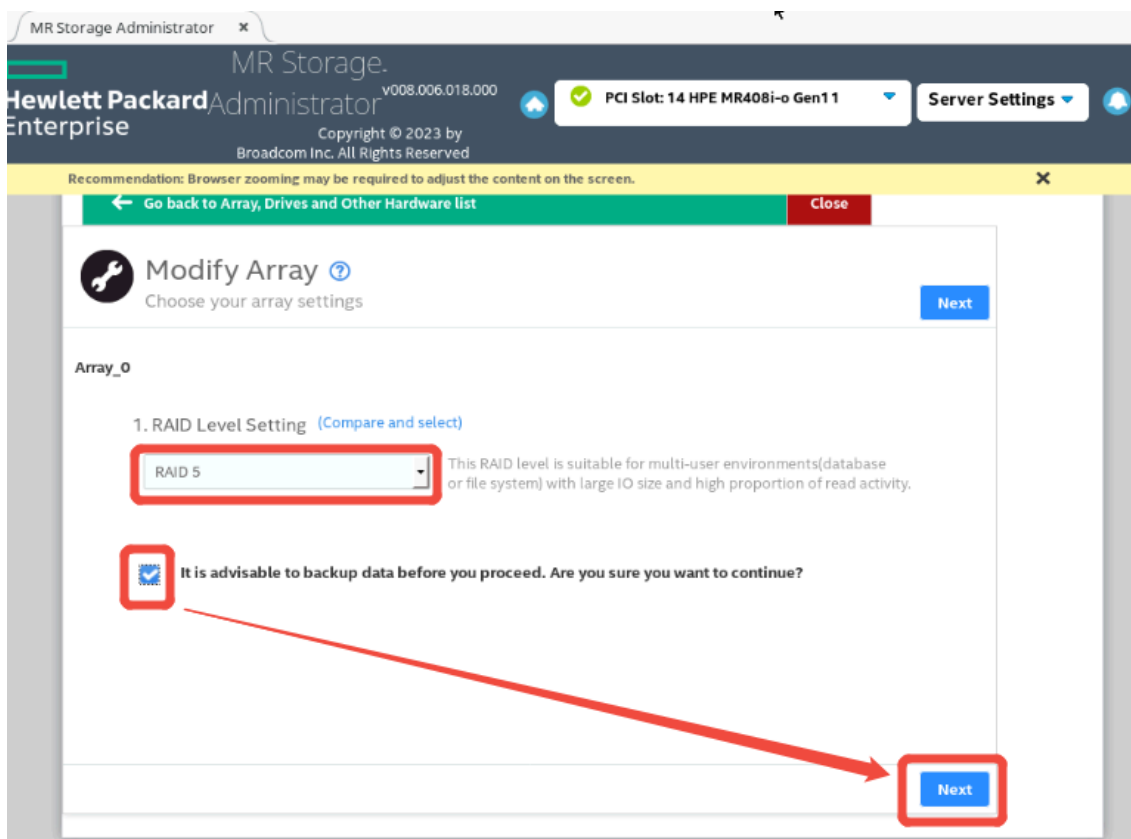 MR Storage Administrator ×
MR Storage
Hewlett Packard Administrator v008.006.018.000
Enterprise
Copyright © 2023 by
Broadcom Inc. All Rights Reserved
PCI Slot: 14 HPE MR408i-o Gen11
Server Settings
Recommendation: Browser zooming may be required to adjust the content on the screen. ×
Go back to Array, Drives and Other Hardware list
Close
Modify Array ?
Choose your array settings
Next
Array_0
1. RAID Level Setting (Compare and select)
RAID 5
This RAID level is suitable for multi-user environments(database
or file system) with large IO size and high proportion of read activity.
It is advisable to backup data before you proceed. Are you sure you want to continue?
Next